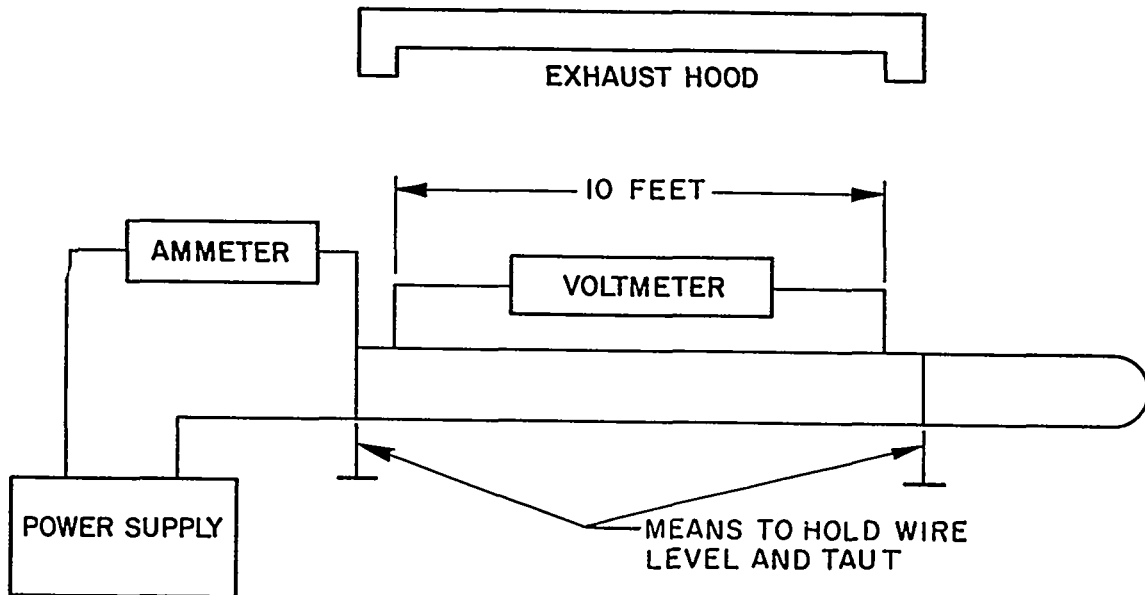 EXHAUST HOOD
10 FEET
AMMETER
VOLTMETER
POWER SUPPLY
MEANS TO HOLD WIRE
LEVEL AND TAUT